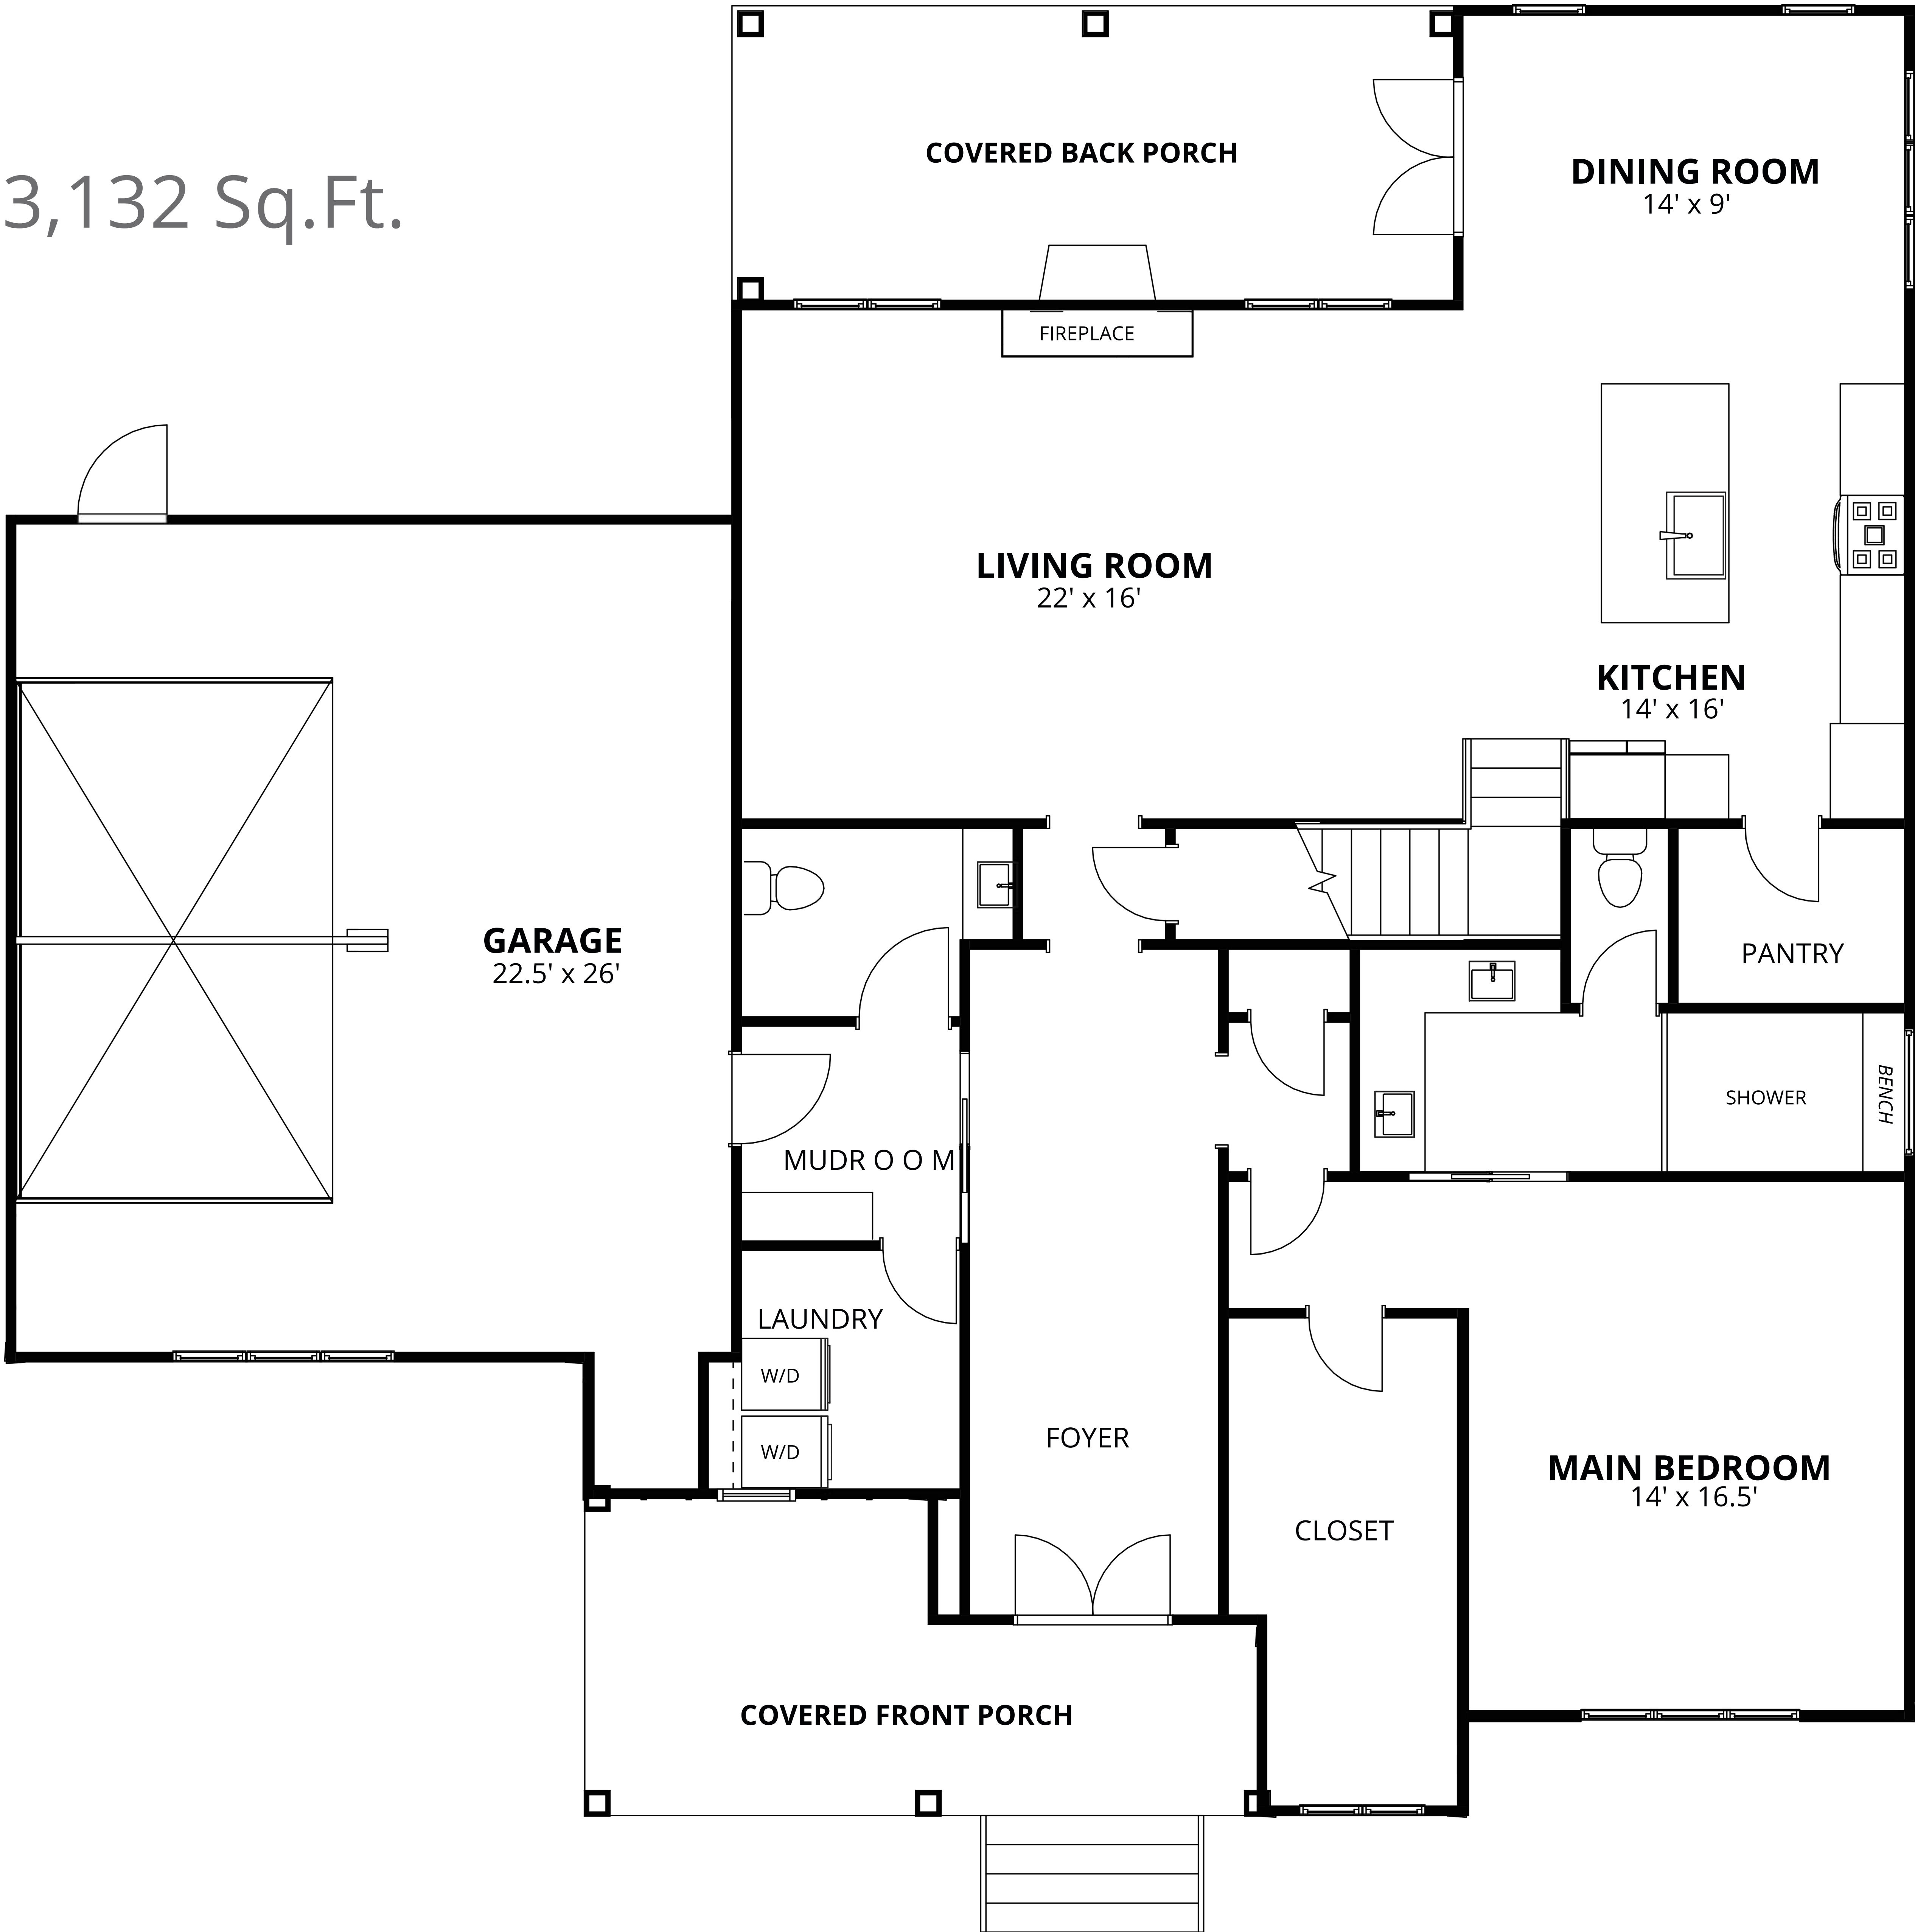 COVERED BACK PORCH
DINING ROOM
14' x 9'
3,132 Sq.Ft.
FIREPLACE
LIVING ROOM
22' x 16'
KITCHEN
14' x 16'
GARAGE
22.5' x 26'
PANTRY
SHOWER
BENCH
MUDR O O M
LAUNDRY
W/D
W/D
FOYER
MAIN BEDROOM
14' x 16.5'
CLOSET
COVERED FRONT PORCH